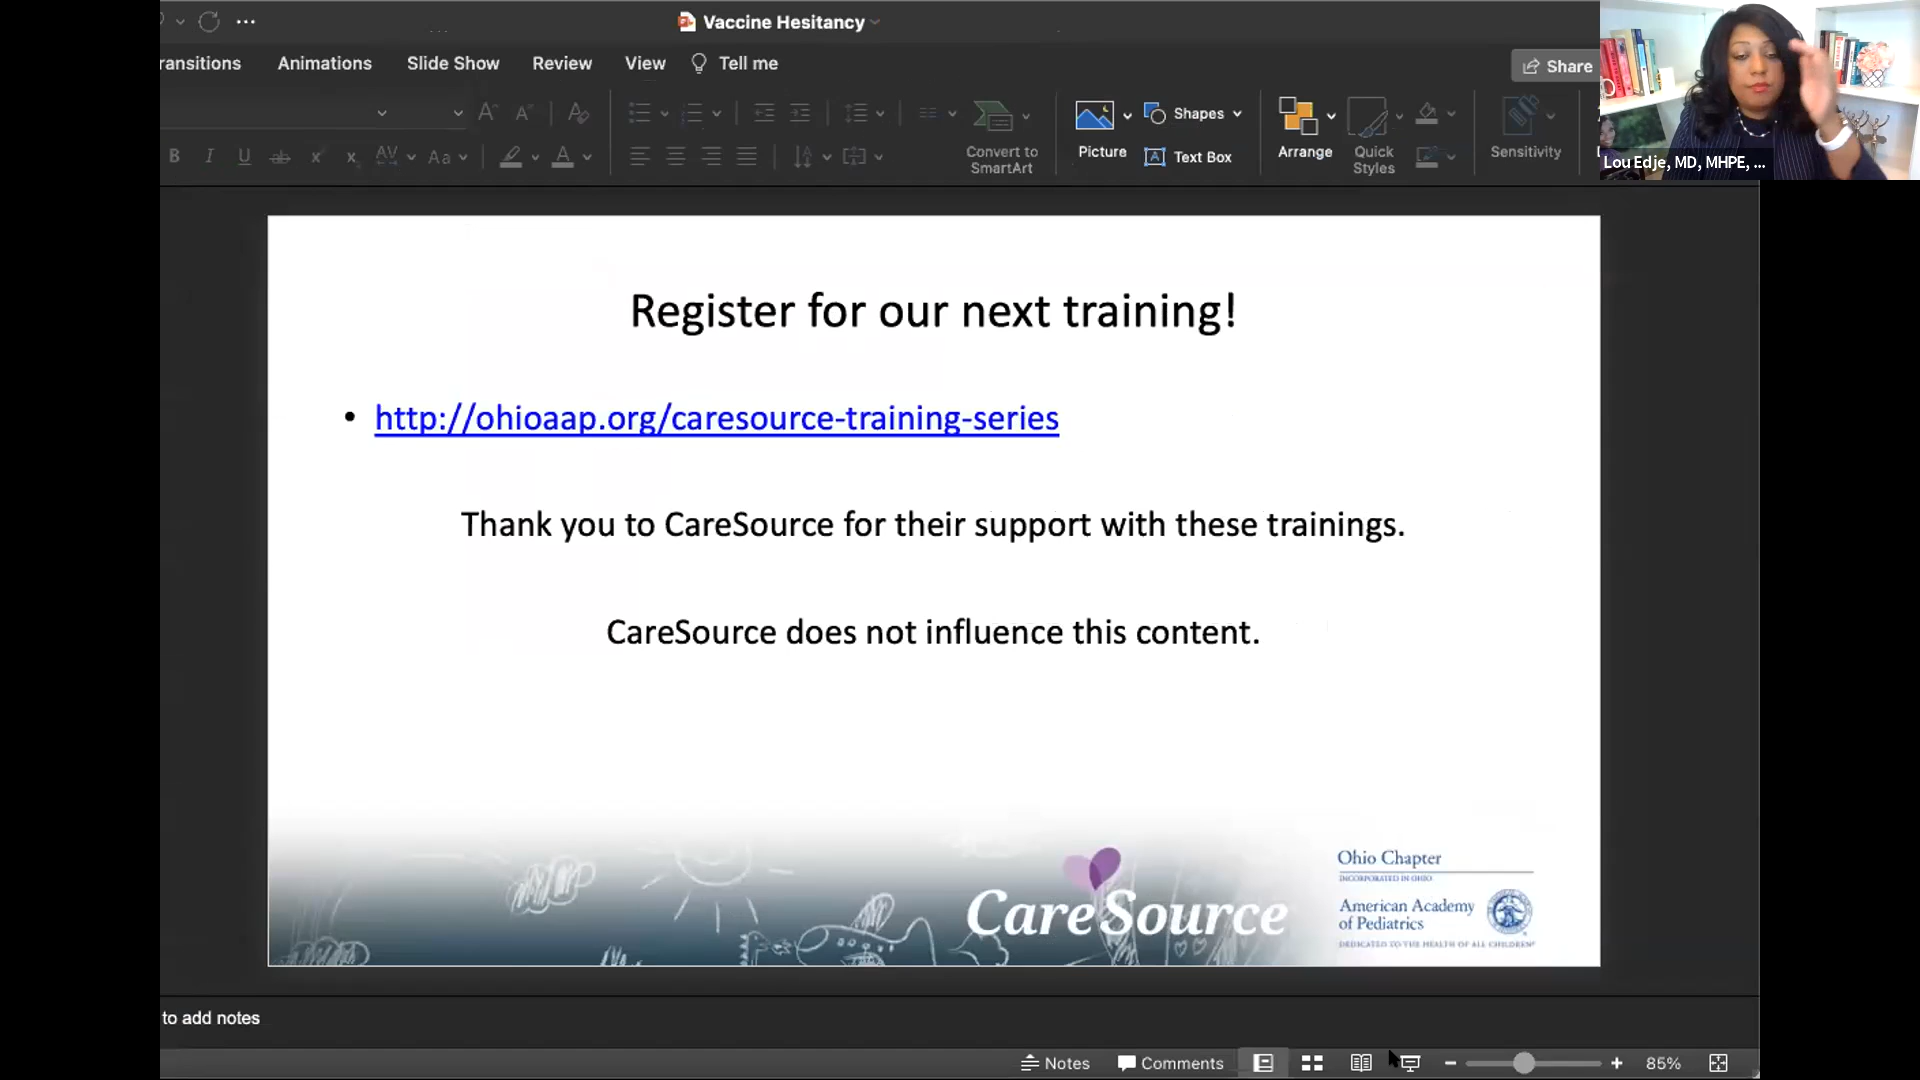 Vaccine Hesitancy
ransitions
Animations
Slide Show
Review
View
Tell me
Share
Convert to
SmartArt
Picture
Shapes
Text Box
Arrange
Quick
Styles
Sensitivity
Lou Edje, MD, MHPE, ...
Register for our next training!
• http://ohioaap.org/caresource-training-series
Thank you to CareSource for their support with these trainings.
CareSource does not influence this content.
CareSource
Ohio Chapter
INCORPORATED IN OHIO
American Academy
of Pediatrics
DEDICATED TO THE HEALTH OF ALL CHILDREN®
to add notes
Notes
Comments
85%